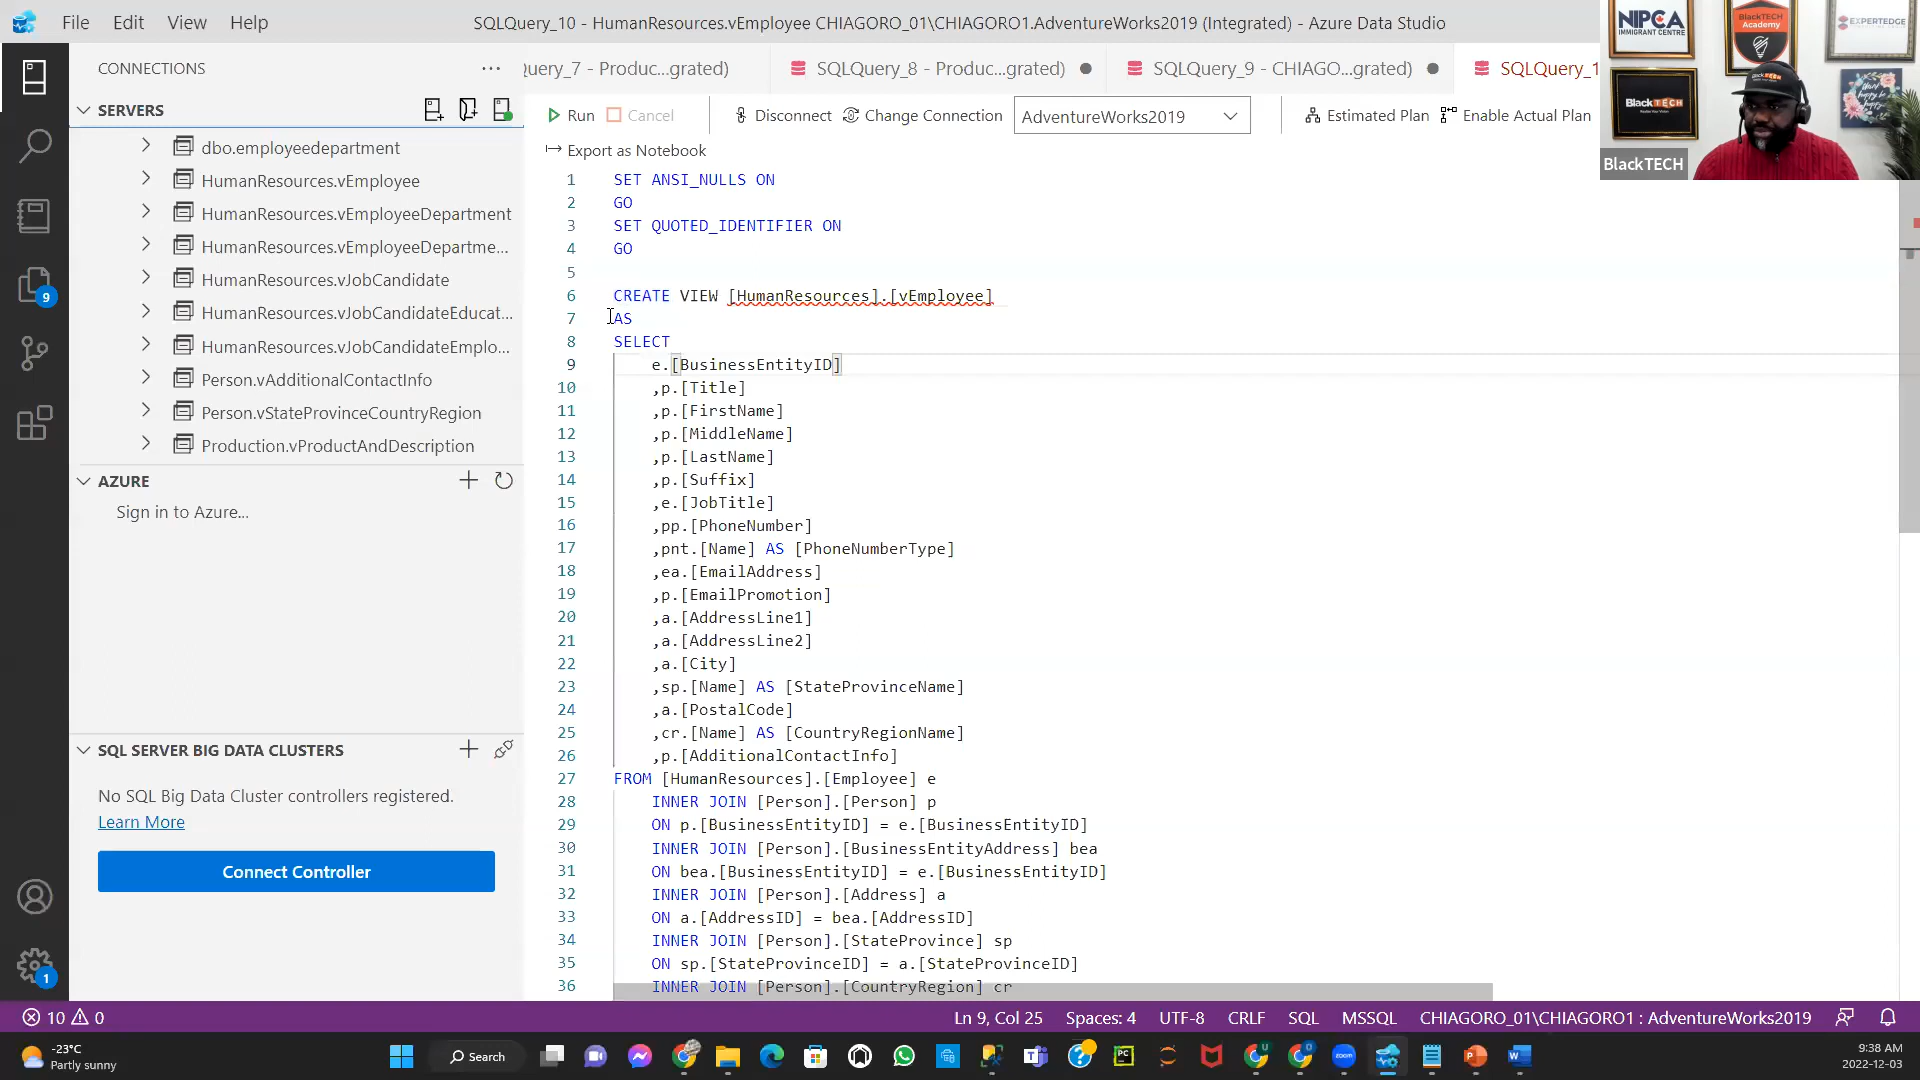 File Edit View Help
SQLQuery_10 - HumanResources.vEmployee CHIAGORO_01\CHIAGORO1.AdventureWorks2019 (Integrated) - Azure Data Studio
NIPCA
IMMIGRANT CENTRE
BlackTECH
Academy
EXPERTEDGE
BlackTECH
BlackTECH
CONNECTIONS
Query_7 - Produc...grated)
SQLQuery_8 - Produc...grated)
SQLQuery_9 - CHIAGO...grated)
SQLQuery_1
SERVERS
dbo.employeedepartment
HumanResources.vEmployee
HumanResources.vEmployeeDepartment
HumanResources.vEmployeeDepartme...
HumanResources.vJobCandidate
HumanResources.vJobCandidateEducat...
HumanResources.vJobCandidateEmplo...
Person.vAdditionalContactInfo
Person.vStateProvinceCountryRegion
Production.vProductAndDescription
AZURE
Sign in to Azure...
SQL SERVER BIG DATA CLUSTERS
No SQL Big Data Cluster controllers registered.
Learn More
Connect Controller
9
1
Run Cancel Disconnect Change Connection AdventureWorks2019 Estimated Plan Enable Actual Plan
Export as Notebook
1 SET ANSI_NULLS ON
2 GO
3 SET QUOTED_IDENTIFIER ON
4 GO
5
6 CREATE VIEW [HumanResources].[vEmployee]
7 AS
8 SELECT
9 e.[BusinessEntityID]
10 ,p.[Title]
11 ,p.[FirstName]
12 ,p.[MiddleName]
13 ,p.[LastName]
14 ,p.[Suffix]
15 ,e.[JobTitle]
16 ,pp.[PhoneNumber]
17 ,pnt.[Name] AS [PhoneNumberType]
18 ,ea.[EmailAddress]
19 ,p.[EmailPromotion]
20 ,a.[AddressLine1]
21 ,a.[AddressLine2]
22 ,a.[City]
23 ,sp.[Name] AS [StateProvinceName]
24 ,a.[PostalCode]
25 ,cr.[Name] AS [CountryRegionName]
26 ,p.[AdditionalContactInfo]
27 FROM [HumanResources].[Employee] e
28 INNER JOIN [Person].[Person] p
29 ON p.[BusinessEntityID] = e.[BusinessEntityID]
30 INNER JOIN [Person].[BusinessEntityAddress] bea
31 ON bea.[BusinessEntityID] = e.[BusinessEntityID]
32 INNER JOIN [Person].[Address] a
33 ON a.[AddressID] = bea.[AddressID]
34 INNER JOIN [Person].[StateProvince] sp
35 ON sp.[StateProvinceID] = a.[StateProvinceID]
36 INNER JOIN [Person].[CountryRegion] cr
10 0
Ln 9, Col 25 Spaces: 4 UTF-8 CRLF SQL MSSQL CHIAGORO_01\CHIAGORO1 : AdventureWorks2019
-23°C
Partly sunny
Search
9:38 AM
2022-12-03